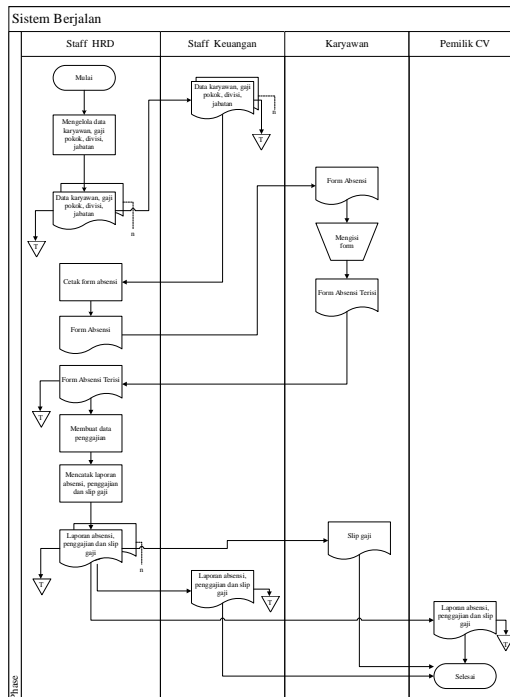 Sistem Berjalan
Staff HRD
Staff Keuangan
Karyawan
Pemilik CV
Phase
Mulai
Mengelola data
karyawan, gaji
pokok, divisi,
jabatan
Data karyawan, gaji
pokok, divisi,
jabatan
n
T
Data karyawan, gaji
pokok, divisi,
jabatan
n
T
Cetak form absensi
Form Absensi
Form Absensi
Mengisi
form
Form Absensi Terisi
Form Absensi Terisi
T
Membuat data
penggajian
Mencatak laporan
absensi, penggajian
dan slip gaji
Laporan absensi,
penggajian dan slip
gaji
n
T
Slip gaji
Laporan absensi,
penggajian dan slip
gaji
T
Laporan absensi,
penggajian dan slip
gaji
T
Selesai